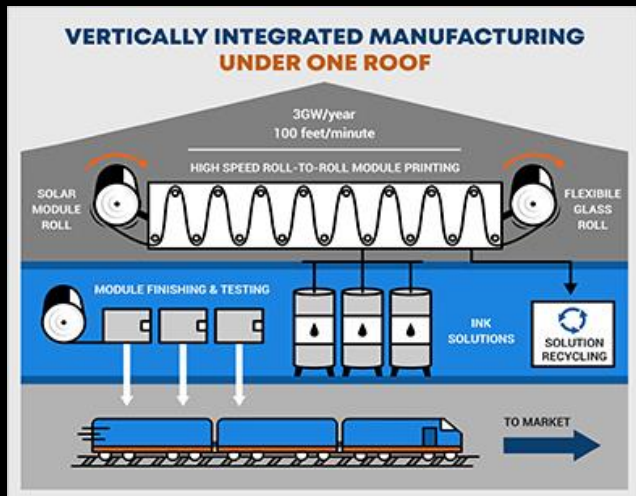 VERTICALLY INTEGRATED MANUFACTURING
UNDER ONE ROOF
3GW/year
100 feet/minute
HIGH SPEED ROLL-TO-ROLL MODULE PRINTING
SOLAR
MODULE
ROLL
FLEXIBILE
GLASS
ROLL
MODULE FINISHING & TESTING
INK
SOLUTIONS
SOLUTION
RECYCLING
TO MARKET